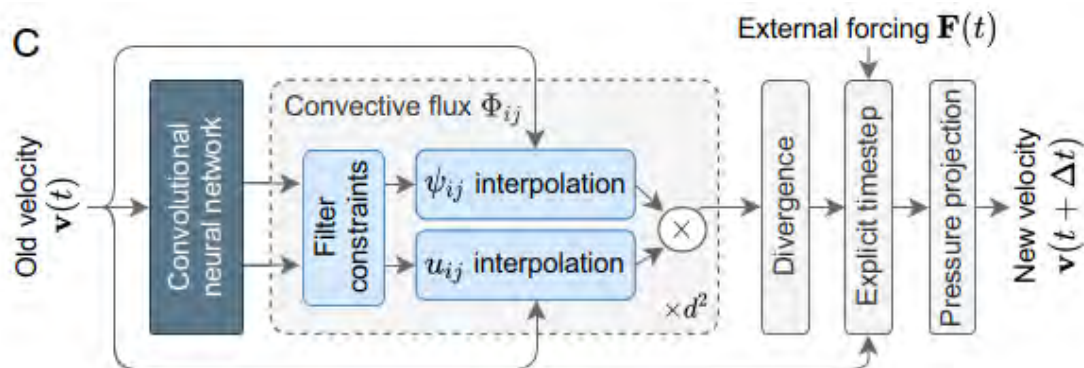 C
External forcing F(t)
Old velocity
v(t)
Convolutional
neural network
Convective flux Φij
Filter
constraints
ψij interpolation
uij interpolation
×
×d²
Divergence
Explicit timestep
Pressure projection
New velocity
v(t + Δt)